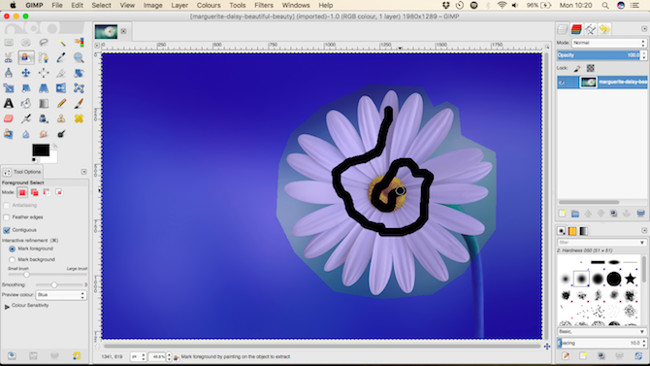 GIMP File Edit Select View Image Layer Colours Tools Filters Windows Help
96% Mon 10:20
[marguerite-daisy-beautiful-beauty] (imported)-1.0 (RGB colour, 1 layer) 1980x1289 – GIMP
Mode: Normal
Opacity 100.0
Lock:
marguerite-daisy-bea
Tool Options
Foreground Select
Mode:
Antialiasing
Feather edges
Contiguous
Interactive refinement (⌘)
Mark foreground
Mark background
Small brush Large brush
Smoothing:
Preview colour: Blue
Colour Sensitivity
filter
2. Hardness 050 (51 x 51)
Basic,
Spacing 10.0
1341, 619 px Mark foreground by painting on the object to extract